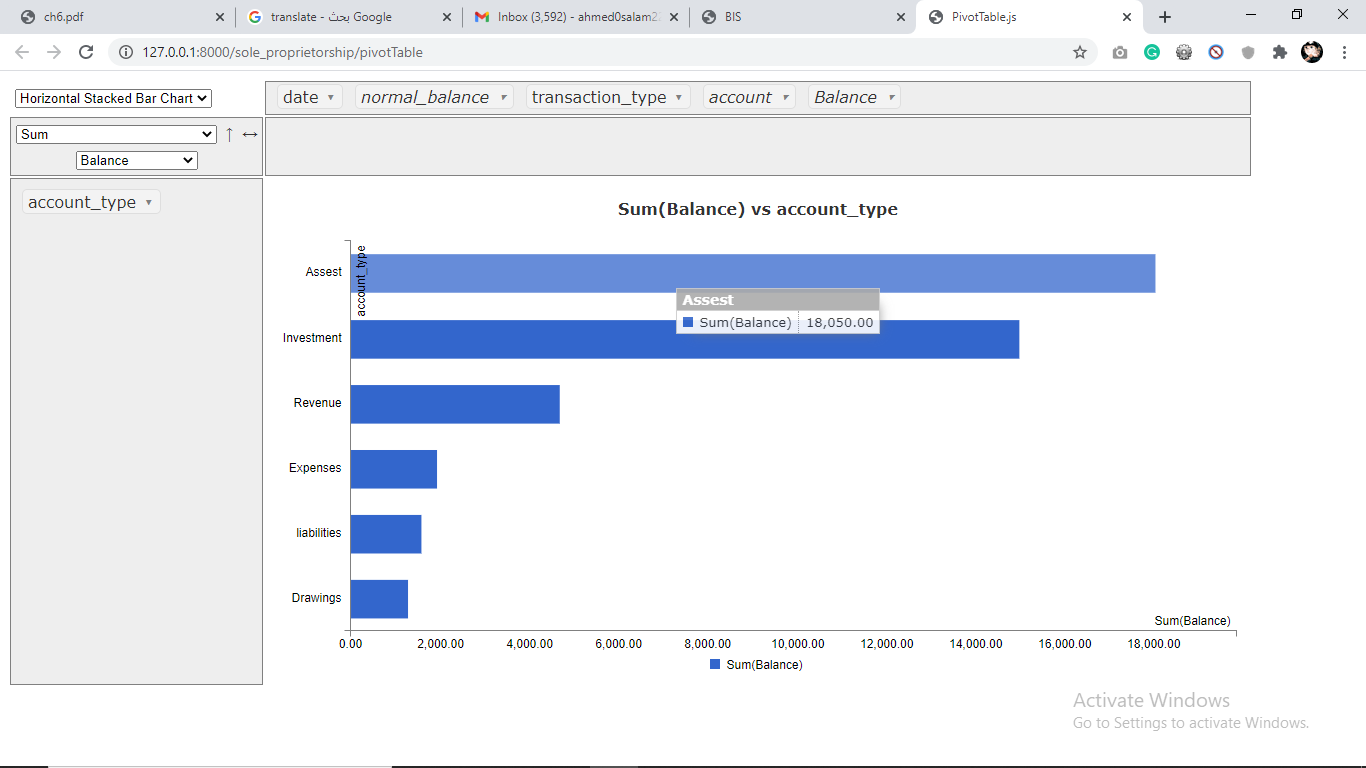 ch6.pdf
translate - بحث Google
Inbox (3,592) - ahmed0salam22
BIS
PivotTable.js
127.0.0.1:8000/sole_proprietorship/pivotTable
Horizontal Stacked Bar Chart
date ▾ normal_balance ▾ transaction_type ▾ account ▾ Balance ▾
Sum ↑ ↔
Balance
account_type ▾
Sum(Balance) vs account_type
account_type
Assest
Assest
Sum(Balance) 18,050.00
Investment
Revenue
Expenses
liabilities
Drawings
Sum(Balance)
0.00 2,000.00 4,000.00 6,000.00 8,000.00 10,000.00 12,000.00 14,000.00 16,000.00 18,000.00
Sum(Balance)
Activate Windows
Go to Settings to activate Windows.